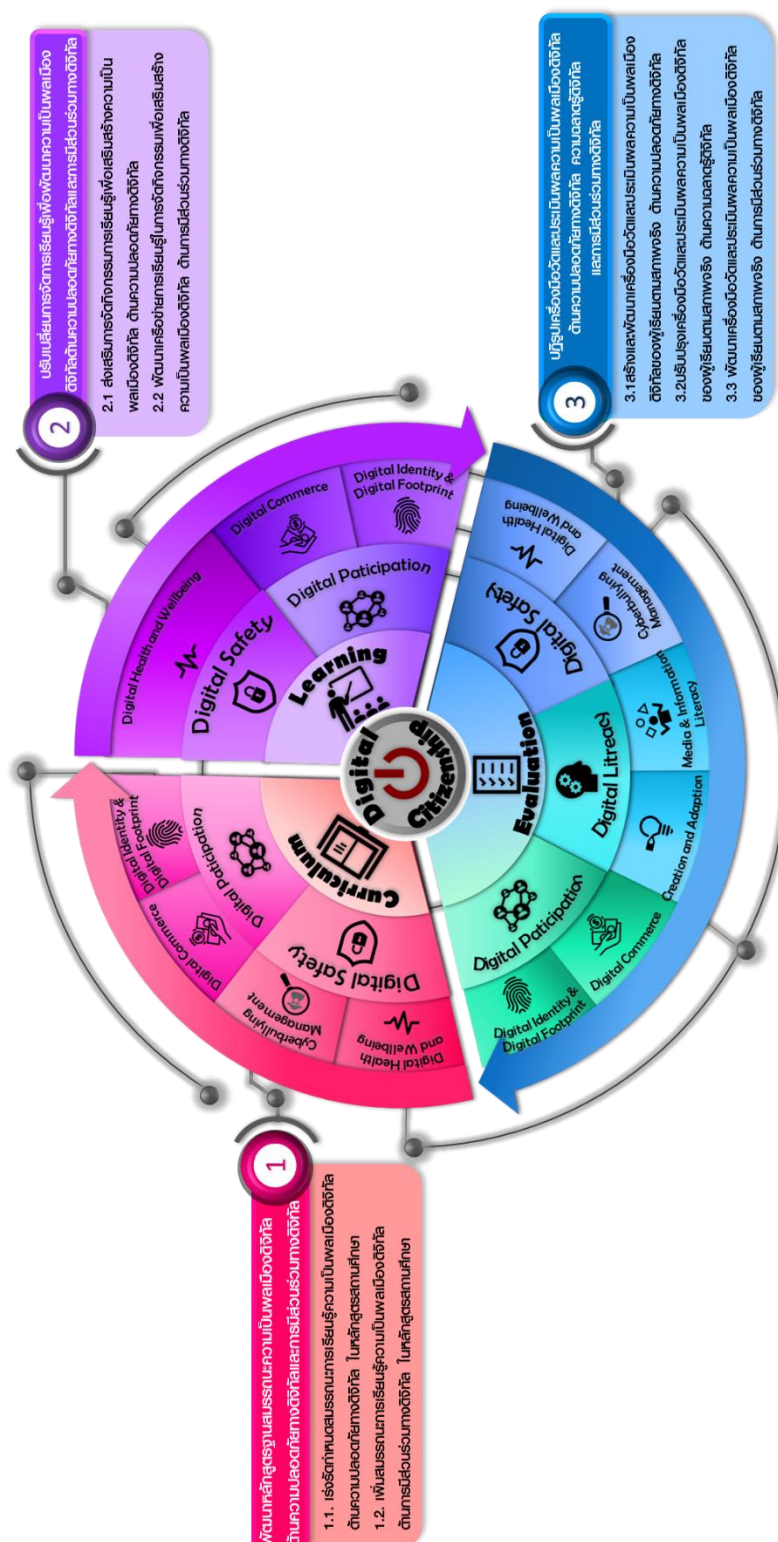 1
พัฒนาหลักสูตรฐานสมรรถนะความเป็นพลเมืองดิจิทัล
ด้านความปลอดภัยทางดิจิทัลและการมีส่วนร่วมทางดิจิทัล
1.1. เร่งรัดกำหนดสมรรถนะการเรียนรู้ความเป็นพลเมืองดิจิทัล
ด้านความปลอดภัยทางดิจิทัล ในหลักสูตรสถานศึกษา
1.2. เพิ่มสมรรถนะการเรียนรู้ความเป็นพลเมืองดิจิทัล
ด้านการมีส่วนร่วมทางดิจิทัล ในหลักสูตรสถานศึกษา
2
ปรับเปลี่ยนการจัดการเรียนรู้เพื่อพัฒนาความเป็นพลเมือง
ดิจิทัลด้านความปลอดภัยทางดิจิทัลและการมีส่วนร่วมทางดิจิทัล
2.1 ส่งเสริมการจัดกิจกรรมการเรียนรู้เพื่อเสริมสร้างความเป็น
พลเมืองดิจิทัล ด้านความปลอดภัยทางดิจิทัล
2.2 พัฒนาเครือข่ายการเรียนรู้ในการจัดกิจกรรมเพื่อเสริมสร้าง
ความเป็นพลเมืองดิจิทัล ด้านการมีส่วนร่วมทางดิจิทัล
3
ปฏิรูปเครื่องมือวัดและประเมินผลความเป็นพลเมืองดิจิทัล
ด้านความปลอดภัยทางดิจิทัล ความฉลาดรู้ดิจิทัล
และการมีส่วนร่วมทางดิจิทัล
3.1สร้างและพัฒนาเครื่องมือวัดและประเมินผลความเป็นพลเมือง
ดิจิทัลของผู้เรียนตามสภาพจริง ด้านความปลอดภัยทางดิจิทัล
3.2ปรับปรุงเครื่องมือวัดและประเมินผลความเป็นพลเมืองดิจิทัล
ของผู้เรียนตามสภาพจริง ด้านความฉลาดรู้ดิจิทัล
3.3 พัฒนาเครื่องมือวัดและประเมินผลความเป็นพลเมืองดิจิทัล
ของผู้เรียนตามสภาพจริง ด้านการมีส่วนร่วมทางดิจิทัล
Digital
Citizenship
Curriculum
Digital Safety
Digital Paticipation
Digital Health
and Wellbeing
Cyberbullying
Management
Digital Commerce
Digital Identity &
Digital Footprint
Learning
Digital Safety
Digital Paticipation
Digital Health and Wellbeing
Digital Commerce
Digital Identity &
Digital Footprint
Evaluation
Digital Safety
Digital Litreacy
Digital Paticipation
Digital Health
and Wellbeing
Cyberbullying
Management
Media & Information
Literacy
Creation and Adaption
Digital Commerce
Digital Identity &
Digital Footprint